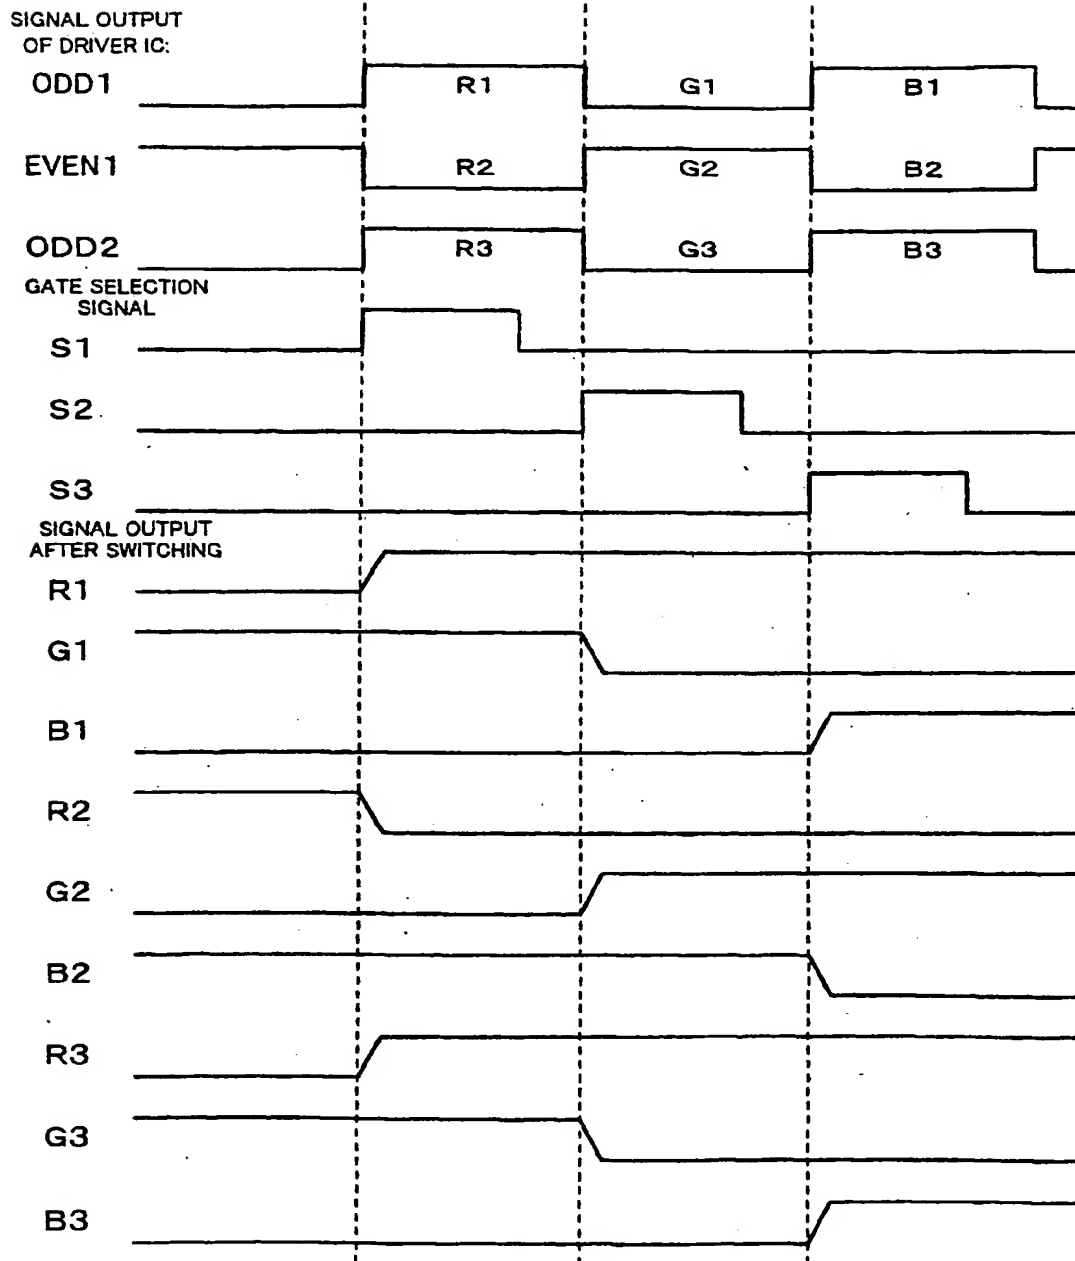 SIGNAL OUTPUT
OF DRIVER IC:
ODD1 R1 G1 B1
EVEN1 R2 G2 B2
ODD2 R3 G3 B3
GATE SELECTION
SIGNAL
S1
S2
S3
SIGNAL OUTPUT
AFTER SWITCHING
R1
G1
B1
R2
G2
B2
R3
G3
B3